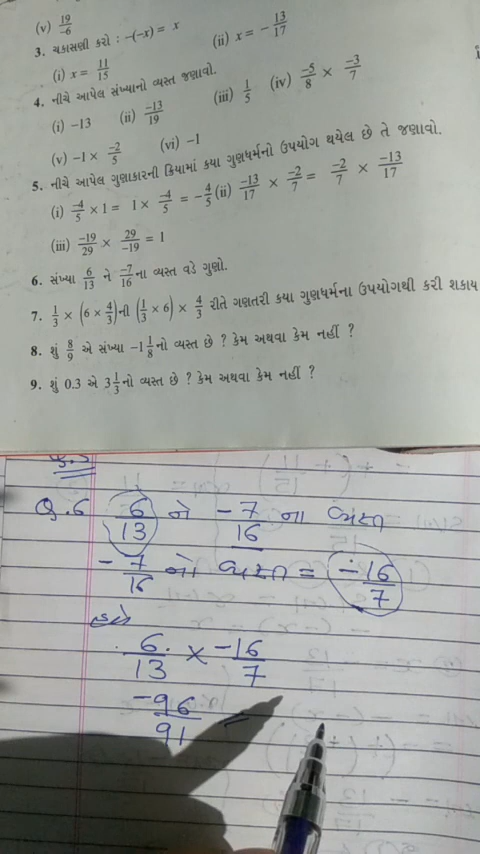 (v) 19/-6
3. ચકાસણી કરો : -(-x) = x
(i) x = 11/15 (ii) x = -13/17
4. નીચે આપેલ સંખ્યાનો વ્યસ્ત જણાવો.
(i) -13 (ii) -13/19 (iii) 1/5 (iv) -5/8 × -3/7
(v) -1 × -2/5 (vi) -1
5. નીચે આપેલ ગુણાકારની ક્રિયામાં કયા ગુણધર્મનો ઉપયોગ થયેલ છે તે જણાવો.
(i) -4/5 × 1 = 1 × -4/5 = -4/5 (ii) -13/17 × -2/7 = -2/7 × -13/17
(iii) -19/29 × 29/-19 = 1
6. સંખ્યા 6/13 ને -7/16ના વ્યસ્ત વડે ગુણો.
7. 1/3 × (6 × 4/3)ની (1/3 × 6) × 4/3 રીતે ગણતરી કયા ગુણધર્મના ઉપયોગથી કરી શકાય
8. શું 8/9 એ સંખ્યા -1 1/8નો વ્યસ્ત છે ? કેમ અથવા કેમ નહીં ?
9. શું 0.3 એ 3 1/3નો વ્યસ્ત છે ? કેમ અથવા કેમ નહીં ?
પ્ર.6 6/13 ને -7/16 ના વ્યસ્ત
-7/16 નો વ્યસ્ત = -16/7
હવે
6/13 × -16/7
-96/91